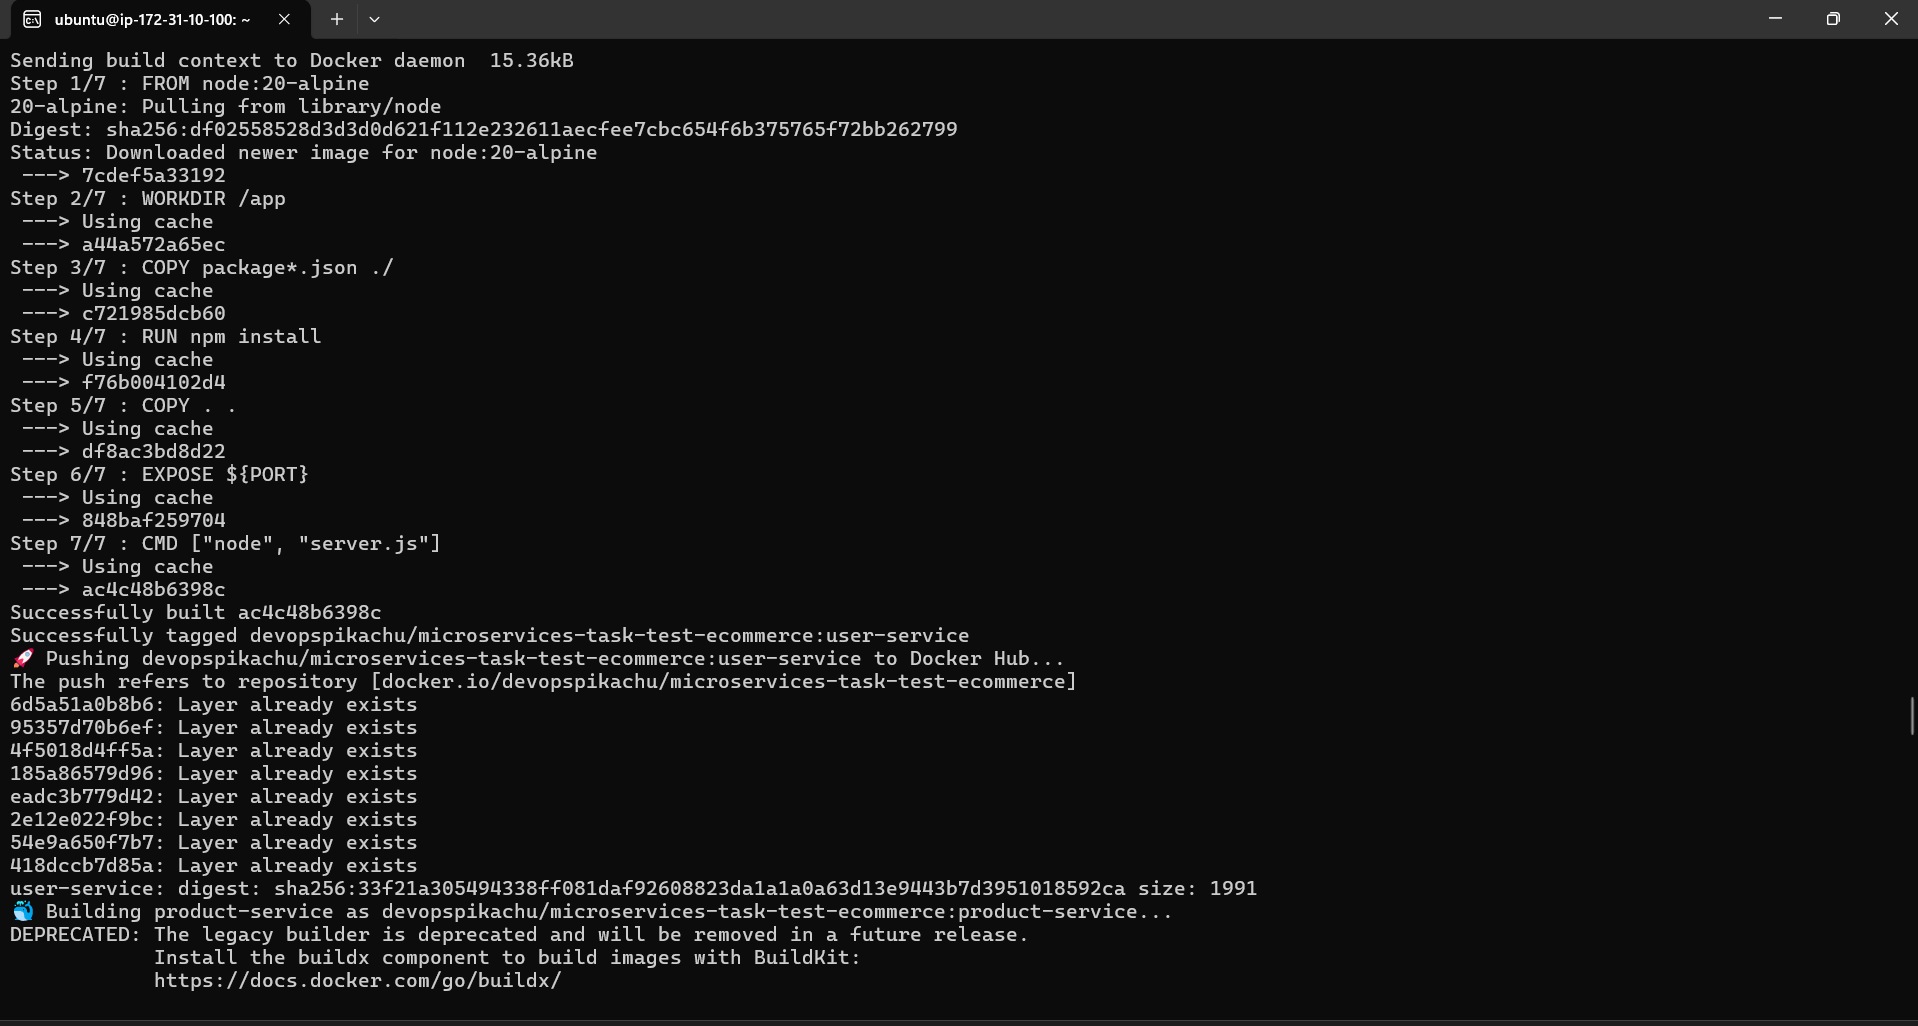 ubuntu@ip-172-31-10-100: ~
Sending build context to Docker daemon  15.36kB
Step 1/7 : FROM node:20-alpine
20-alpine: Pulling from library/node
Digest: sha256:df02558528d3d3d0d621f112e232611aecfee7cbc654f6b375765f72bb262799
Status: Downloaded newer image for node:20-alpine
 ---> 7cdef5a33192
Step 2/7 : WORKDIR /app
 ---> Using cache
 ---> a44a572a65ec
Step 3/7 : COPY package*.json ./
 ---> Using cache
 ---> c721985dcb60
Step 4/7 : RUN npm install
 ---> Using cache
 ---> f76b004102d4
Step 5/7 : COPY . .
 ---> Using cache
 ---> df8ac3bd8d22
Step 6/7 : EXPOSE ${PORT}
 ---> Using cache
 ---> 848baf259704
Step 7/7 : CMD ["node", "server.js"]
 ---> Using cache
 ---> ac4c48b6398c
Successfully built ac4c48b6398c
Successfully tagged devopspikachu/microservices-task-test-ecommerce:user-service
🚀 Pushing devopspikachu/microservices-task-test-ecommerce:user-service to Docker Hub...
The push refers to repository [docker.io/devopspikachu/microservices-task-test-ecommerce]
6d5a51a0b8b6: Layer already exists
95357d70b6ef: Layer already exists
4f5018d4ff5a: Layer already exists
185a86579d96: Layer already exists
eadc3b779d42: Layer already exists
2e12e022f9bc: Layer already exists
54e9a650f7b7: Layer already exists
418dccb7d85a: Layer already exists
user-service: digest: sha256:33f21a305494338ff081daf92608823da1a1a0a63d13e9443b7d3951018592ca size: 1991
🐳 Building product-service as devopspikachu/microservices-task-test-ecommerce:product-service...
DEPRECATED: The legacy builder is deprecated and will be removed in a future release.
            Install the buildx component to build images with BuildKit:
            https://docs.docker.com/go/buildx/